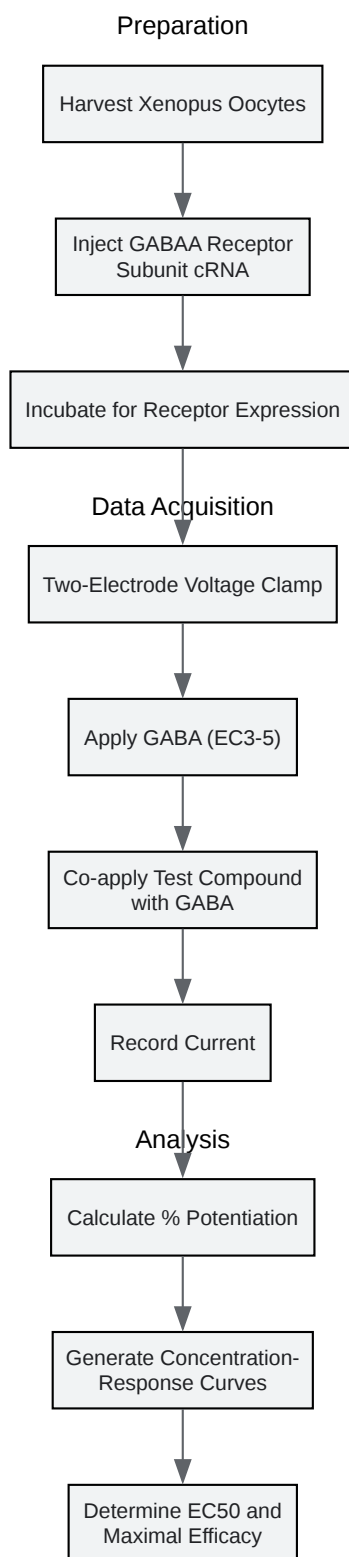 Preparation
Harvest Xenopus Oocytes
Inject GABAA Receptor
Subunit cRNA
Incubate for Receptor Expression
Data Acquisition
Two-Electrode Voltage Clamp
Apply GABA (EC3-5)
Co-apply Test Compound
with GABA
Record Current
Analysis
Calculate % Potentiation
Generate Concentration-
Response Curves
Determine EC50 and
Maximal Efficacy